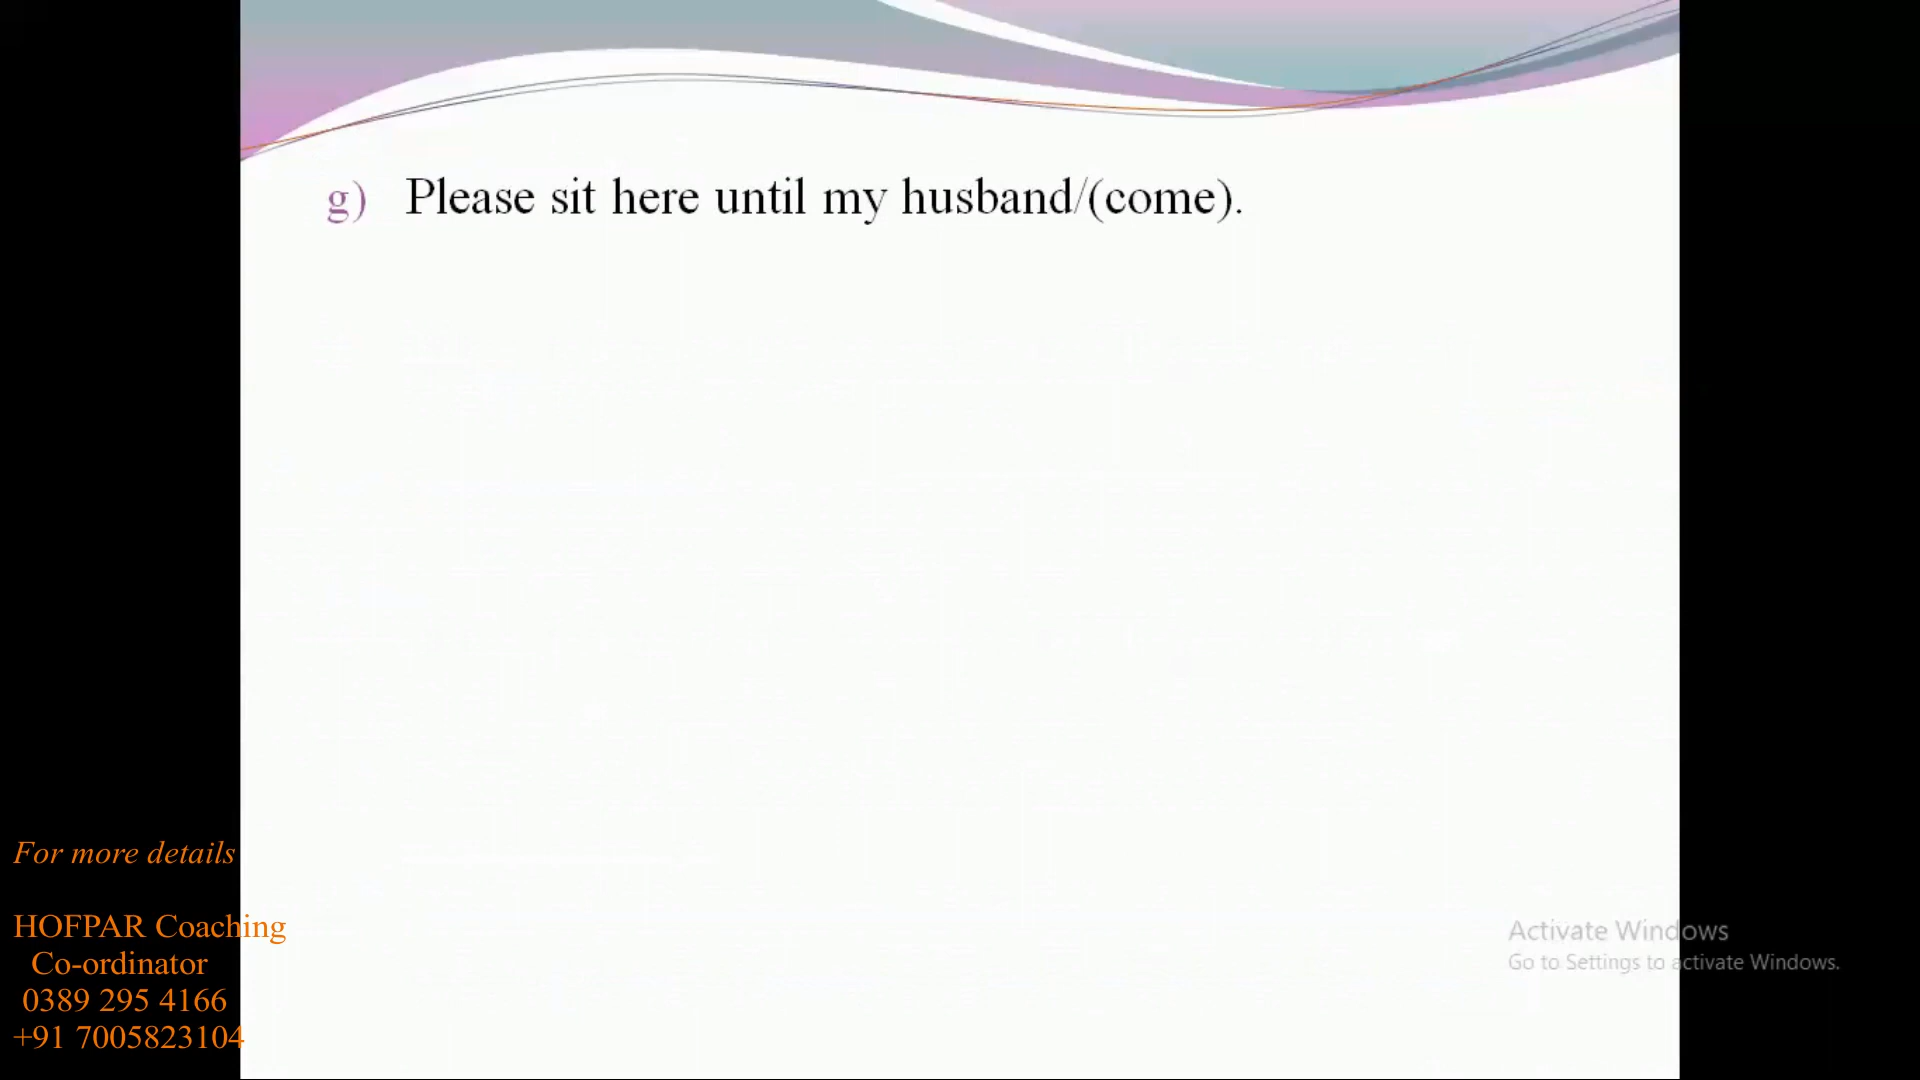 g) Please sit here until my husband/(come).
For more details
HOFPAR Coaching
Co-ordinator
0389 295 4166
+91 7005823104
Activate Windows
Go to Settings to activate Windows.